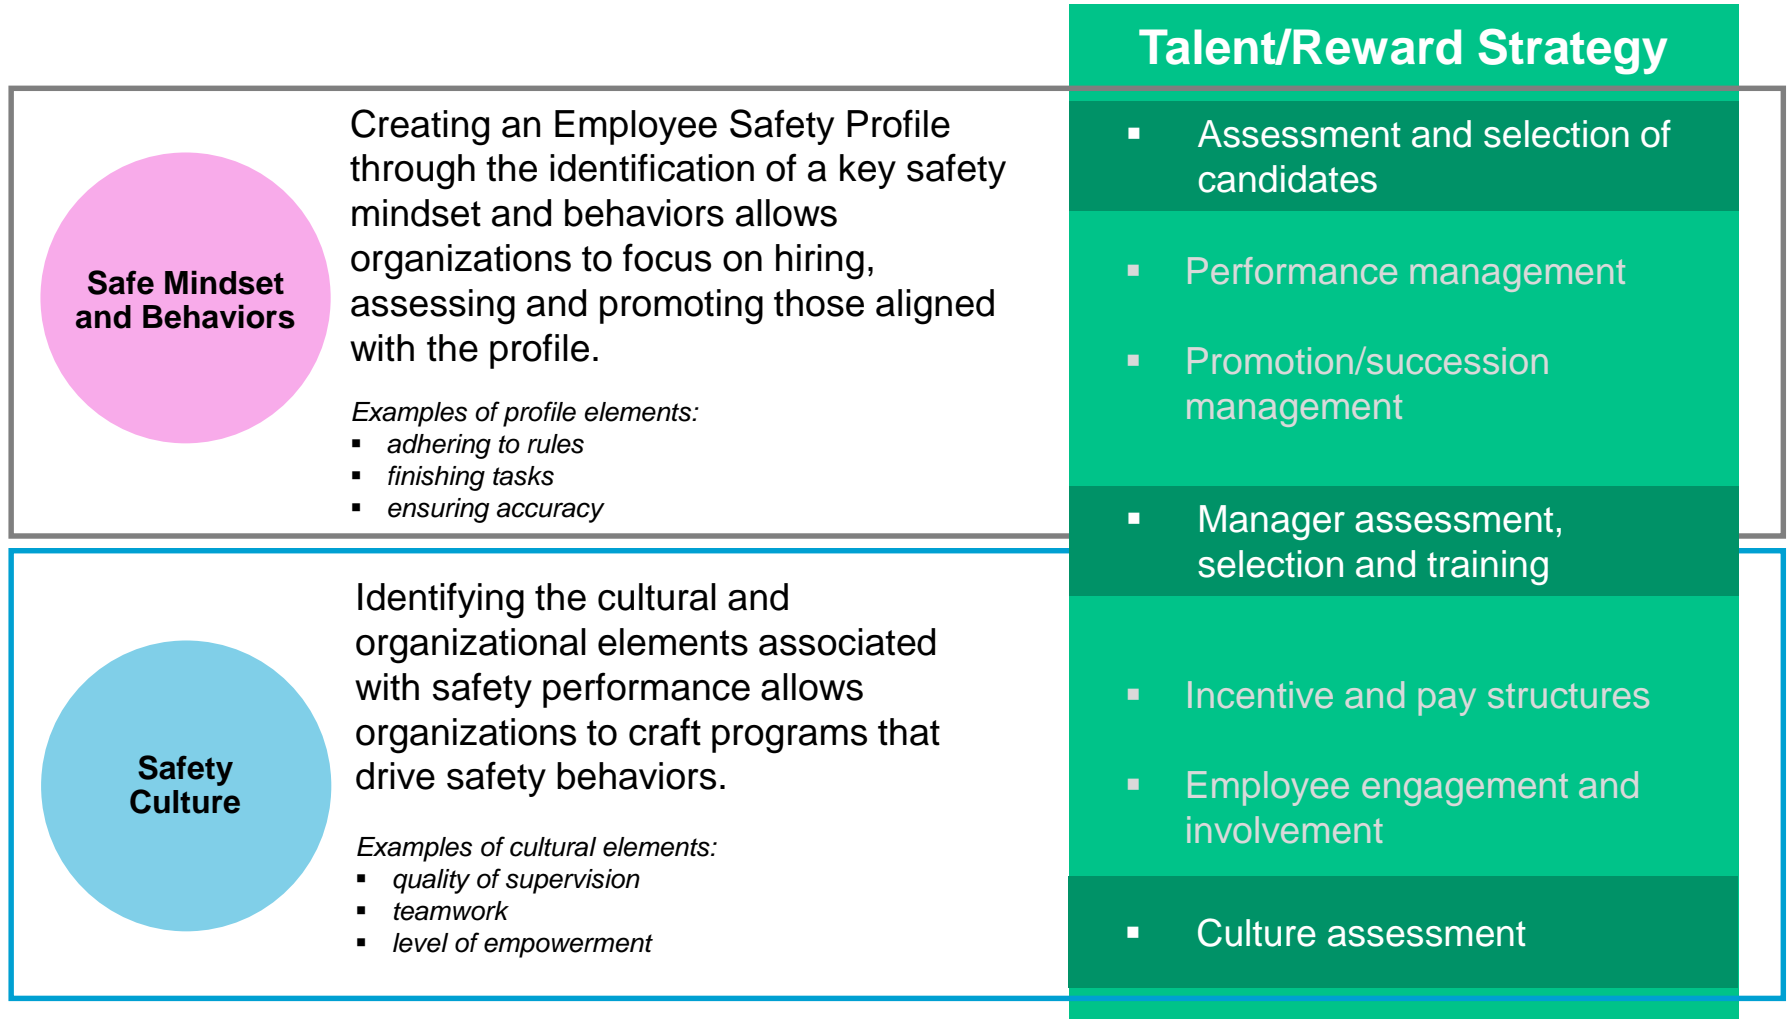 Talent/Reward Strategy
Safe Mindset
and Behaviors
Creating an Employee Safety Profile
through the identification of a key safety
mindset and behaviors allows
organizations to focus on hiring,
assessing and promoting those aligned
with the profile.
Examples of profile elements:
▪ adhering to rules
▪ finishing tasks
▪ ensuring accuracy
▪ Assessment and selection of
candidates
▪ Performance management
▪ Promotion/succession
management
▪ Manager assessment,
selection and training
Safety
Culture
Identifying the cultural and
organizational elements associated
with safety performance allows
organizations to craft programs that
drive safety behaviors.
Examples of cultural elements:
▪ quality of supervision
▪ teamwork
▪ level of empowerment
▪ Incentive and pay structures
▪ Employee engagement and
involvement
▪ Culture assessment